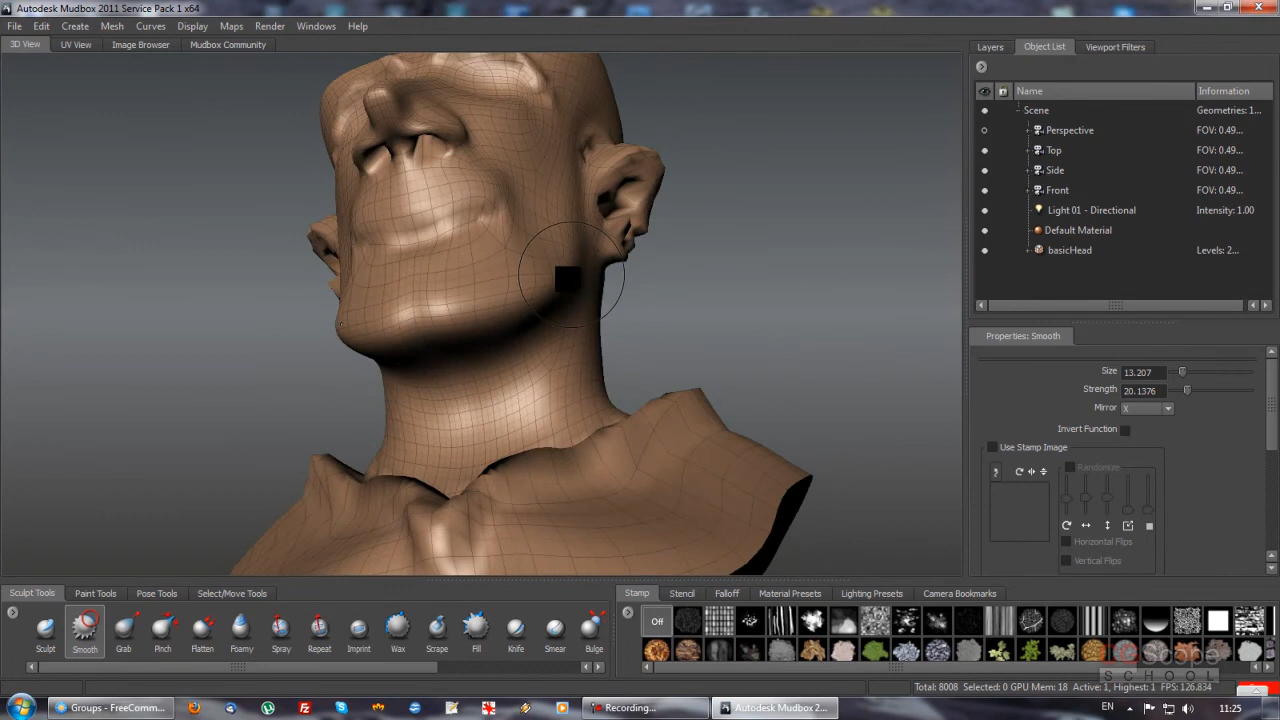 Autodesk Mudbox 2011 Service Pack 1 x64
File Edit Create Mesh Curves Display Maps Render Windows Help
3D View UV View Image Browser Mudbox Community
Layers Object List Viewport Filters
Name Information
Scene Geometries: 1...
Perspective FOV: 0.49...
Top FOV: 0.49...
Side FOV: 0.49...
Front FOV: 0.49...
Light 01 - Directional Intensity: 1.00
Default Material
basicHead Levels: 2...
Properties: Smooth
Size 13.207
Strength 20.1376
Mirror X
Invert Function
Use Stamp Image
Randomize
Horizontal Flips
Vertical Flips
Sculpt Tools Paint Tools Pose Tools Select/Move Tools
Stamp Stencil Falloff Material Presets Lighting Presets Camera Bookmarks
Off
Sculpt Smooth Grab Pinch Flatten Foamy Spray Repeat Imprint Wax Scrape Fill Knife Smear Bulge
Scope
SCHOOL
Total: 8008 Selected: 0 GPU Mem: 18 Active: 1, Highest: 1 FPS: 126.834
Groups - FreeComm...
Recording...
Autodesk Mudbox 2...
EN
11:25